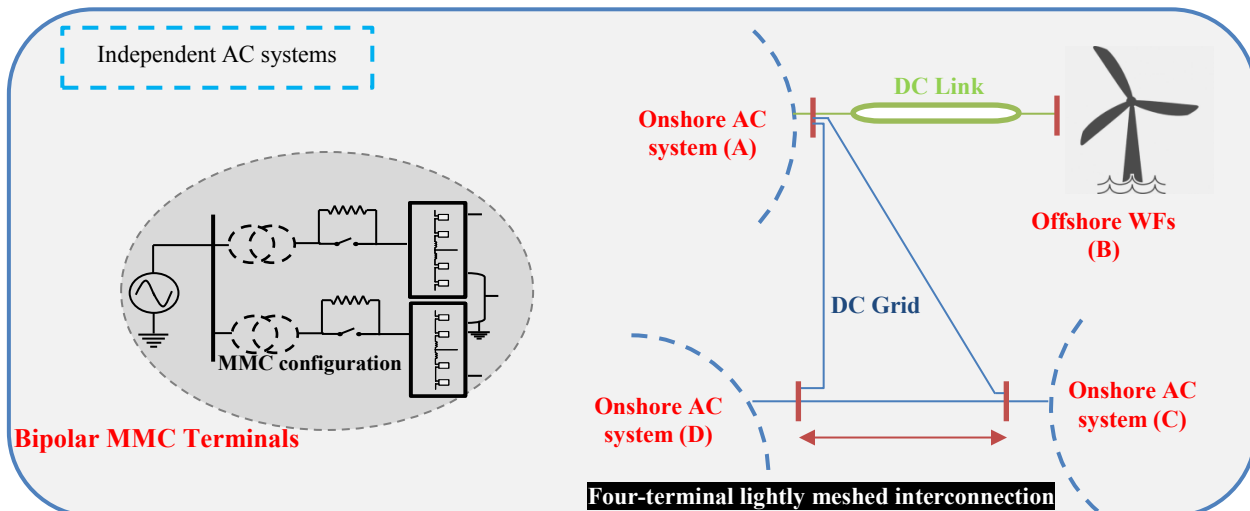 Independent AC systems
DC Link
Onshore AC
system (A)
Offshore WFs
(B)
DC Grid
MMC configuration
Onshore AC
system (D)
Onshore AC
system (C)
Bipolar MMC Terminals
Four-terminal lightly meshed interconnection